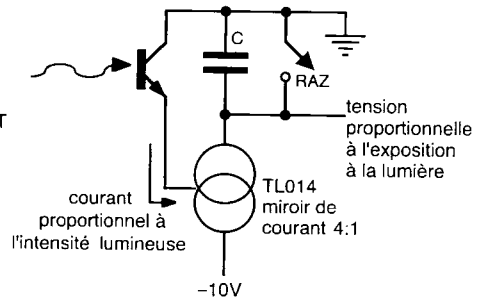 C
RAZ
T
tension
proportionnelle
à l'exposition
à la lumière
TL014
miroir de
courant 4:1
courant
proportionnel à
l'intensité lumineuse
−10V